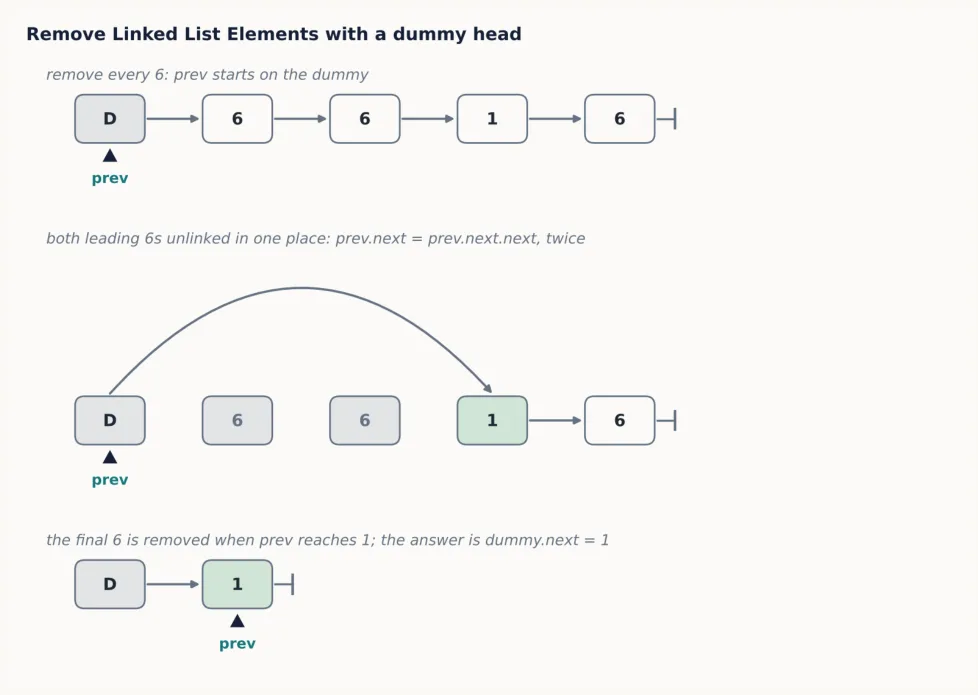 Remove Linked List Elements with a dummy head
remove every 6: prev starts on the dummy
D 6 6 1 6
prev
both leading 6s unlinked in one place: prev.next = prev.next.next, twice
D 6 6 1 6
prev
the final 6 is removed when prev reaches 1; the answer is dummy.next = 1
D 1
prev